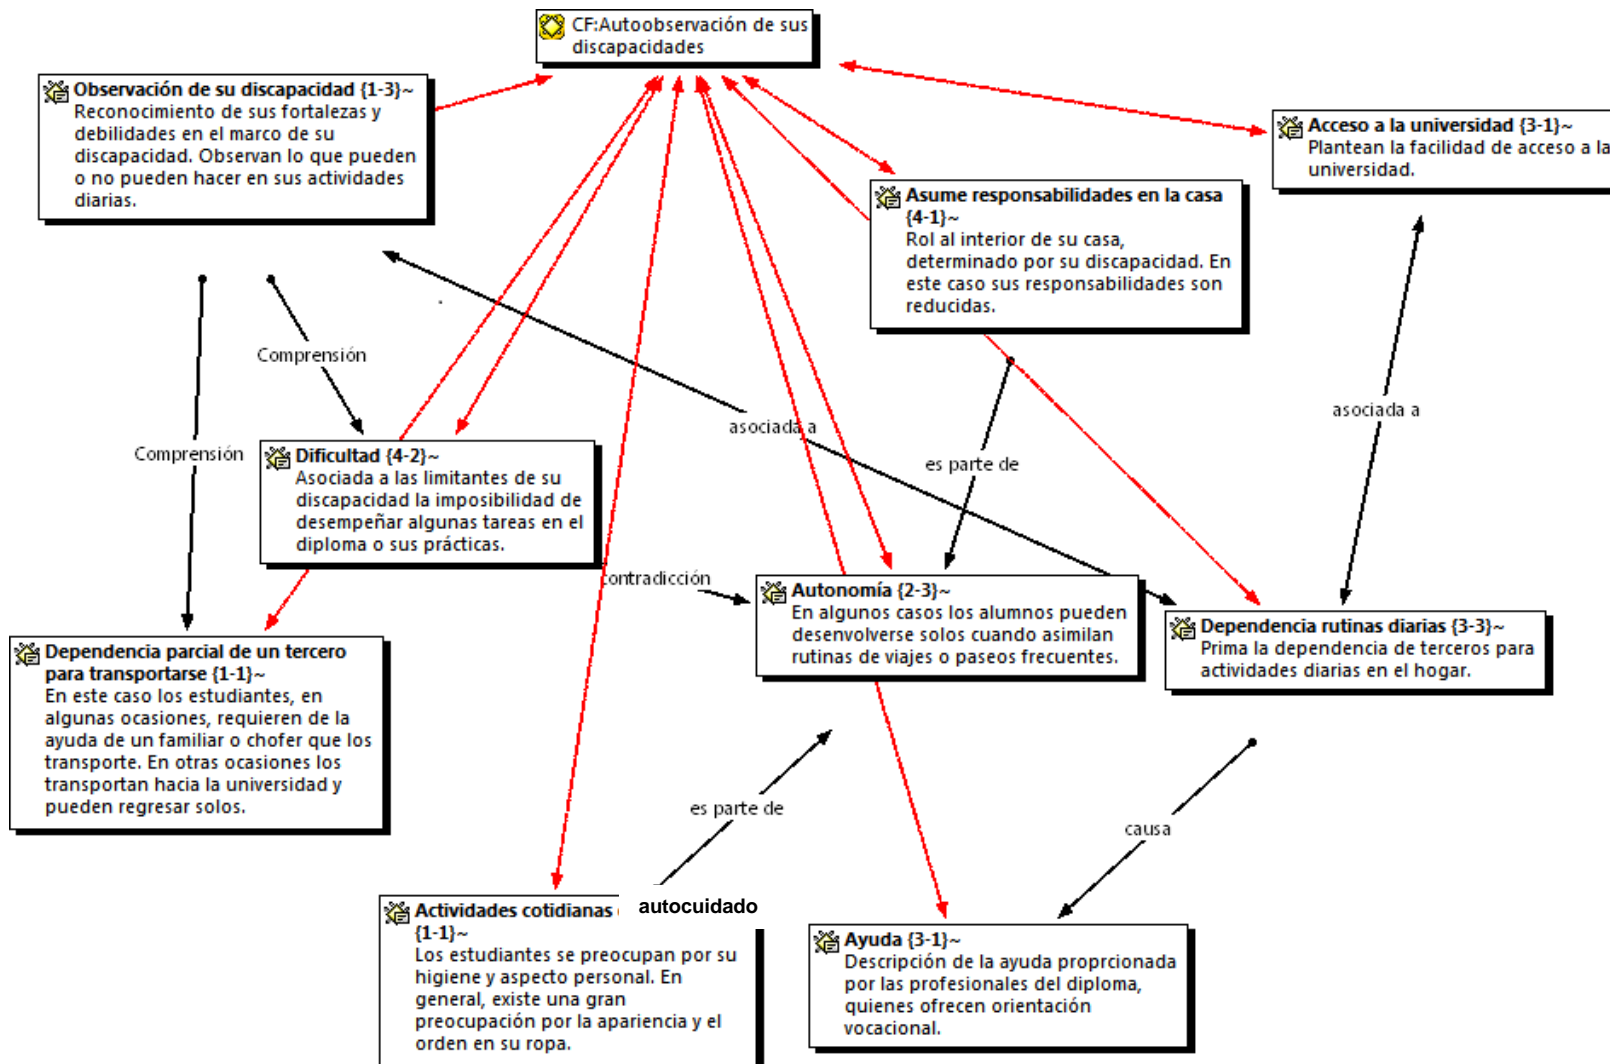 CF:Autoobservación de sus
discapacidades
Observación de su discapacidad {1-3}~
Reconocimiento de sus fortalezas y
debilidades en el marco de su
discapacidad. Observan lo que pueden
o no pueden hacer en sus actividades
diarias.
Acceso a la universidad {3-1}~
Plantean la facilidad de acceso a la
universidad.
Asume responsabilidades en la casa
{4-1}~
Rol al interior de su casa,
determinado por su discapacidad. En
este caso sus responsabilidades son
reducidas.
Comprensión
Comprensión
asociada a
asociada a
es parte de
Dificultad {4-2}~
Asociada a las limitantes de su
discapacidad la imposibilidad de
desempeñar algunas tareas en el
diploma o sus prácticas.
contradicción
Autonomía {2-3}~
En algunos casos los alumnos pueden
desenvolverse solos cuando asimilan
rutinas de viajes o paseos frecuentes.
Dependencia rutinas diarias {3-3}~
Prima la dependencia de terceros para
actividades diarias en el hogar.
Dependencia parcial de un tercero
para transportarse {1-1}~
En este caso los estudiantes, en
algunas ocasiones, requieren de la
ayuda de un familiar o chofer que los
transporte. En otras ocasiones los
transportan hacia la universidad y
pueden regresar solos.
es parte de
causa
Actividades cotidianas autocuidado
{1-1}~
Los estudiantes se preocupan por su
higiene y aspecto personal. En
general, existe una gran
preocupación por la apariencia y el
orden en su ropa.
Ayuda {3-1}~
Descripción de la ayuda proprcionada
por las profesionales del diploma,
quienes ofrecen orientación
vocacional.